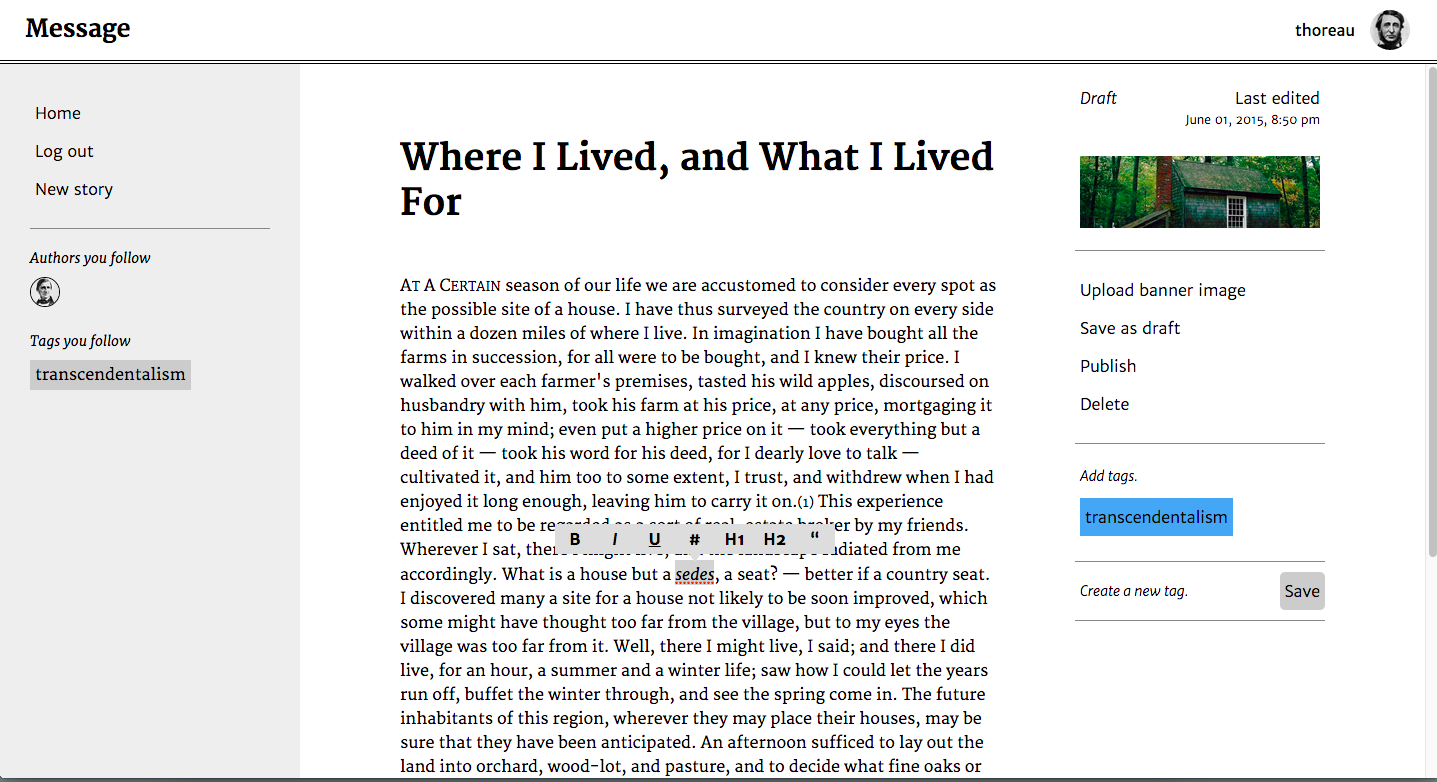 Message
thoreau
Home
Log out
New story
Authors you follow
Tags you follow
transcendentalism
Where I Lived, and What I Lived
For
AT A CERTAIN season of our life we are accustomed to consider every spot as
the possible site of a house. I have thus surveyed the country on every side
within a dozen miles of where I live. In imagination I have bought all the
farms in succession, for all were to be bought, and I knew their price. I
walked over each farmer's premises, tasted his wild apples, discoursed on
husbandry with him, took his farm at his price, at any price, mortgaging it
to him in my mind; even put a higher price on it — took everything but a
deed of it — took his word for his deed, for I dearly love to talk —
cultivated it, and him too to some extent, I trust, and withdrew when I had
enjoyed it long enough, leaving him to carry it on.(1) This experience
entitled me to be regarded as a sort of real-estate broker by my friends.
B I U # H1 H2 “
Wherever I sat, there I might live, and the landscape radiated from me
accordingly. What is a house but a sedes, a seat? — better if a country seat.
I discovered many a site for a house not likely to be soon improved, which
some might have thought too far from the village, but to my eyes the
village was too far from it. Well, there I might live, I said; and there I did
live, for an hour, a summer and a winter life; saw how I could let the years
run off, buffet the winter through, and see the spring come in. The future
inhabitants of this region, wherever they may place their houses, may be
sure that they have been anticipated. An afternoon sufficed to lay out the
land into orchard, wood-lot, and pasture, and to decide what fine oaks or
Draft
Last edited
June 01, 2015, 8:50 pm
Upload banner image
Save as draft
Publish
Delete
Add tags.
transcendentalism
Create a new tag.
Save